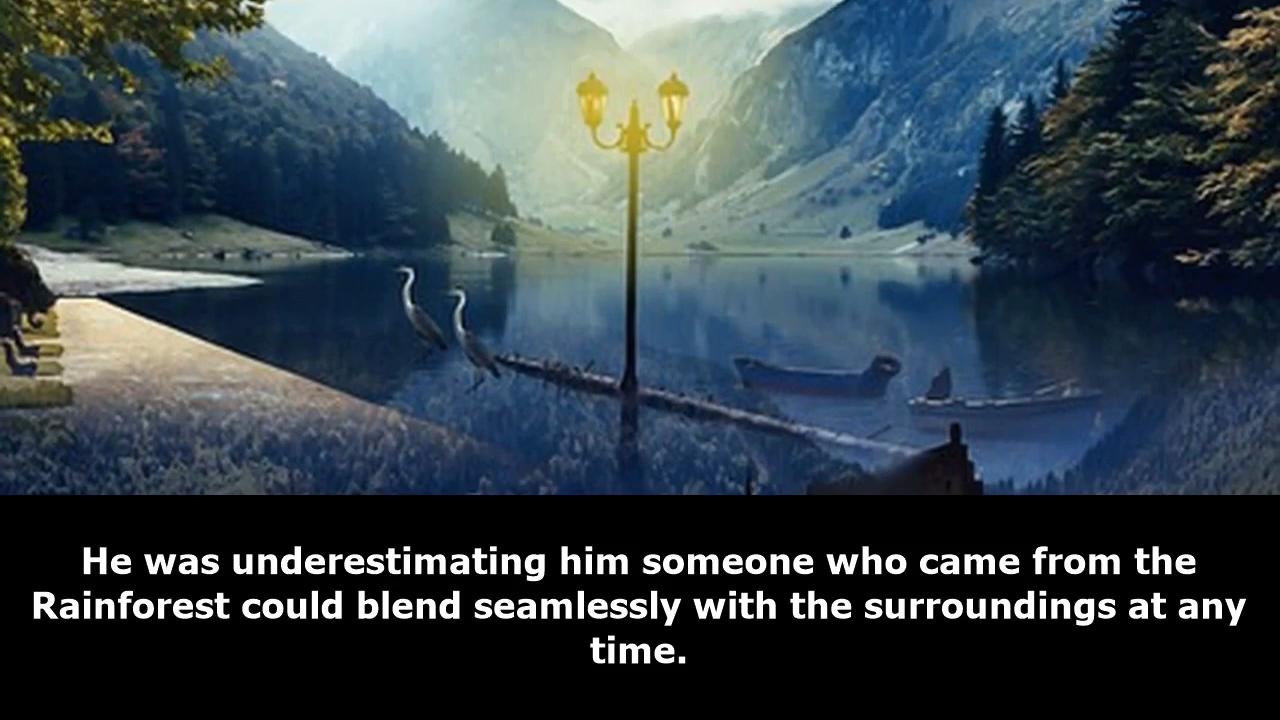 He was underestimating him someone who came from the
Rainforest could blend seamlessly with the surroundings at any
time.